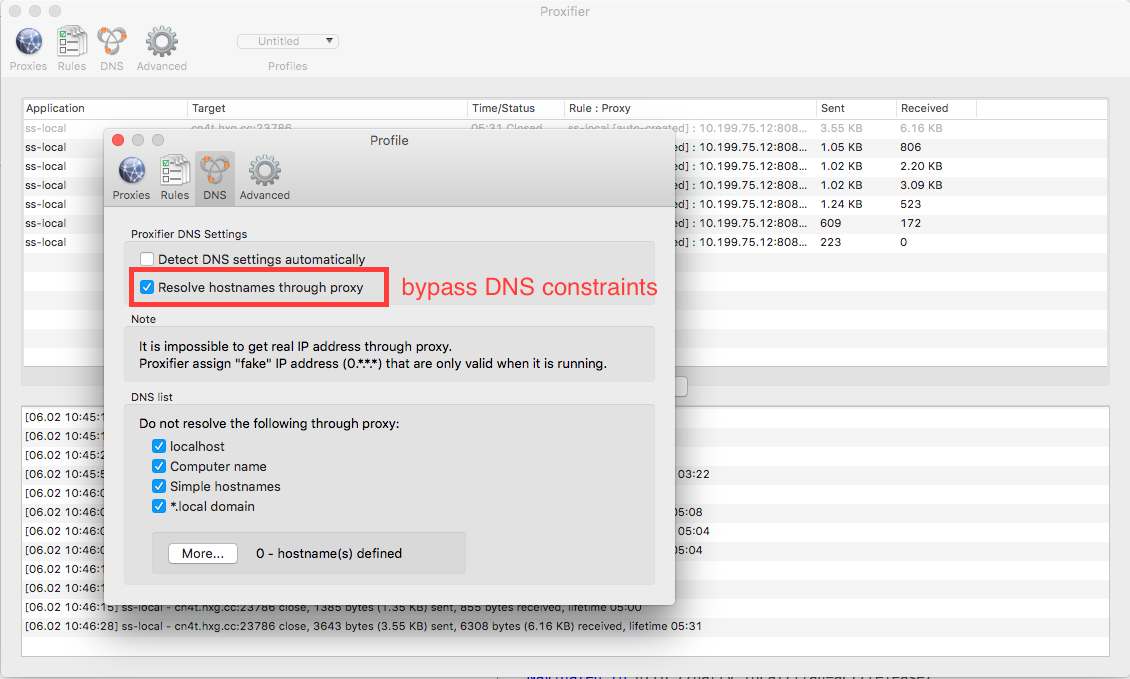 Proxifier
Proxies Rules DNS Advanced
Untitled
Profiles
Application Target Time/Status Rule : Proxy Sent Received
ss-local cn4t.hxg.cc:23786 05:31 Closed ss-local [auto-created] : 10.199.75.12:808... 3.55 KB 6.16 KB
ss-local ed] : 10.199.75.12:808... 1.05 KB 806
ss-local ed] : 10.199.75.12:808... 1.02 KB 2.20 KB
ss-local ed] : 10.199.75.12:808... 1.02 KB 3.09 KB
ss-local ed] : 10.199.75.12:808... 1.24 KB 523
ss-local ed] : 10.199.75.12:808... 609 172
ss-local ed] : 10.199.75.12:808... 223 0
Profile
Proxies Rules DNS Advanced
Proxifier DNS Settings
Detect DNS settings automatically
Resolve hostnames through proxy
bypass DNS constraints
Note
It is impossible to get real IP address through proxy.
Proxifier assign "fake" IP address (0.*.*.*) that are only valid when it is running.
DNS list
Do not resolve the following through proxy:
localhost
Computer name
Simple hostnames
*.local domain
More... 0 - hostname(s) defined
[06.02 10:45:1
[06.02 10:45:1
[06.02 10:45:2
[06.02 10:45:5 03:22
[06.02 10:46:0
[06.02 10:46:0 05:08
[06.02 10:46:0 05:04
[06.02 10:46:0 05:04
[06.02 10:46:1
[06.02 10:46:1
[06.02 10:46:15] ss-local - cn4t.hxg.cc:23786 close, 1385 bytes (1.35 KB) sent, 855 bytes received, lifetime 05:00
[06.02 10:46:28] ss-local - cn4t.hxg.cc:23786 close, 3643 bytes (3.55 KB) sent, 6308 bytes (6.16 KB) received, lifetime 05:31